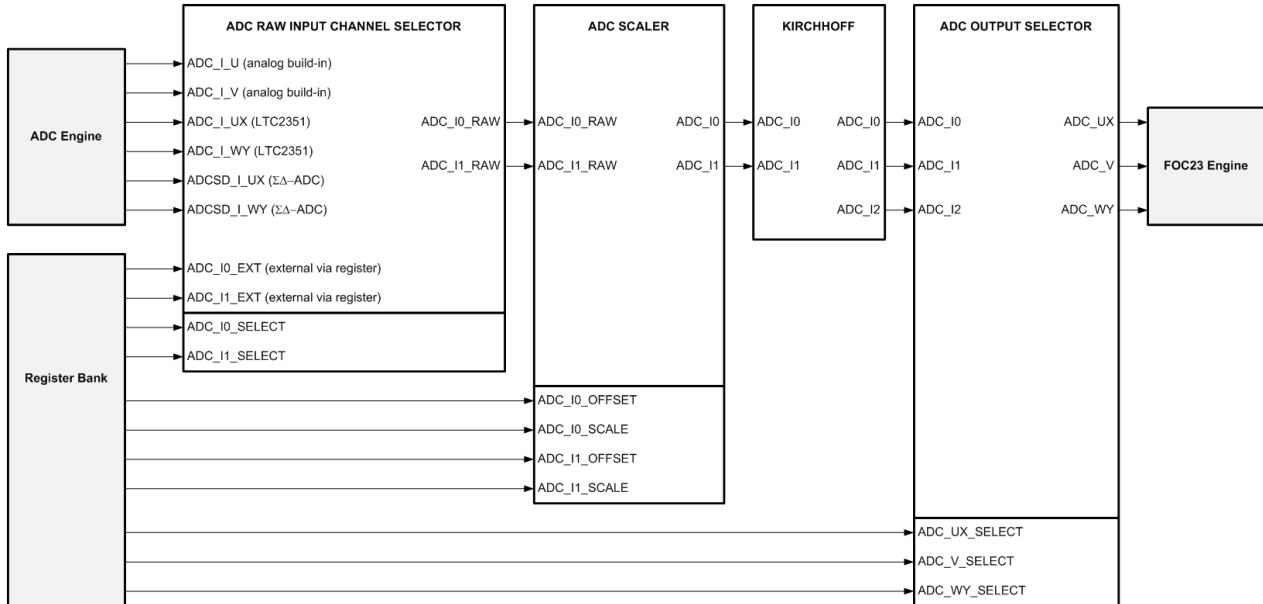 ADC Engine
Register Bank
ADC RAW INPUT CHANNEL SELECTOR
ADC_I_U (analog build-in)
ADC_I_V (analog build-in)
ADC_I_UX (LTC2351)
ADC_I_WY (LTC2351)
ADCSD_I_UX (ΣΔ–ADC)
ADCSD_I_WY (ΣΔ–ADC)
ADC_I0_EXT (external via register)
ADC_I1_EXT (external via register)
ADC_I0_SELECT
ADC_I1_SELECT
ADC_I0_RAW
ADC_I1_RAW
ADC SCALER
ADC_I0_RAW
ADC_I1_RAW
ADC_I0
ADC_I1
ADC_I0_OFFSET
ADC_I0_SCALE
ADC_I1_OFFSET
ADC_I1_SCALE
KIRCHHOFF
ADC_I0
ADC_I1
ADC_I0
ADC_I1
ADC_I2
ADC OUTPUT SELECTOR
ADC_I0
ADC_I1
ADC_I2
ADC_UX
ADC_V
ADC_WY
ADC_UX_SELECT
ADC_V_SELECT
ADC_WY_SELECT
FOC23 Engine